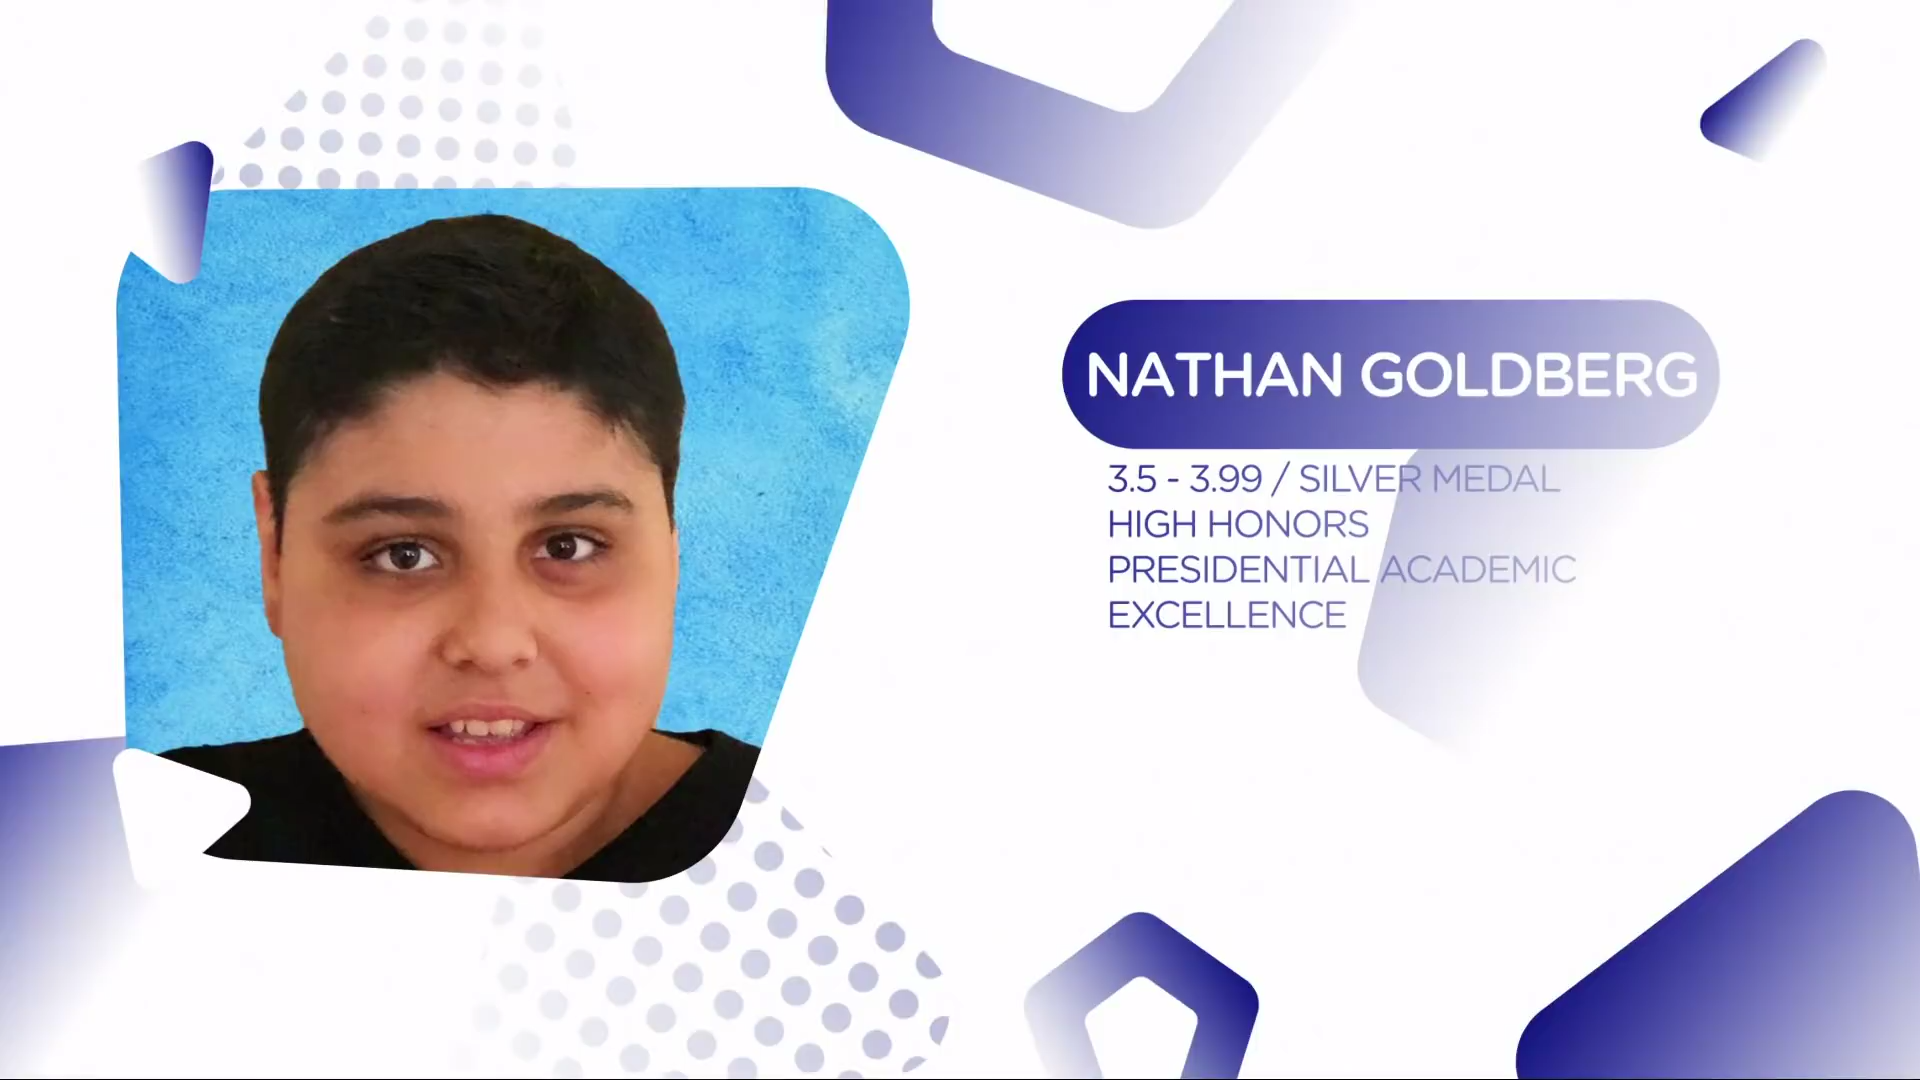 NATHAN GOLDBERG
3.5 - 3.99 / SILVER MEDAL
HIGH HONORS
PRESIDENTIAL ACADEMIC
EXCELLENCE